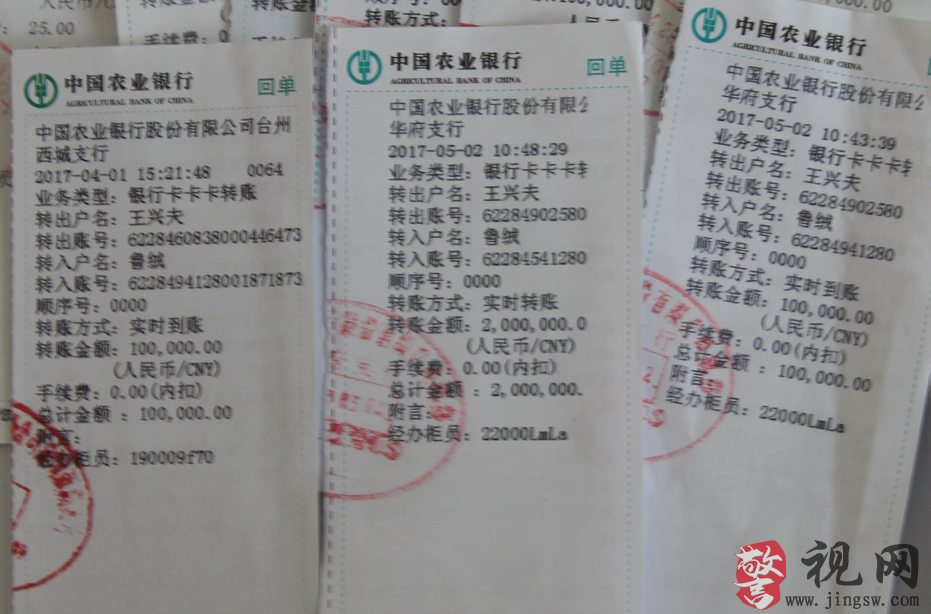 25.00
手续费：
转账方式：
000.00
中国农业银行
AGRICULTURAL BANK OF CHINA
回单
中国农业银行股份有限公司台州
西城支行
2017-04-01 15:21:48 0064
业务类型：银行卡卡卡转账
转出户名：王兴夫
转出账号：6228460838000446473
转入户名：鲁绒
转入账号：6228494128001871873
顺序号：0000
转账方式：实时到账
转账金额：100,000.00
(人民币/CNY)
手续费：0.00(内扣)
总计金额 ：100,000.00
附言：
经办柜员：190009f70
中国农业银行
AGRICULTURAL BANK OF CHINA
回单
中国农业银行股份有限公
华府支行
2017-05-02 10:48:29
业务类型：银行卡卡卡转
转出户名：王兴夫
转出账号：62284902580
转入户名：鲁绒
转入账号：62284541280
顺序号：0000
转账方式：实时转账
转账金额：2,000,000.0
(人民币/CNY)
手续费：0.00(内扣)
总计金额 ：2,000,000.
附言：
经办柜员：22000LmLa
中国农业银行
AGRICULTURAL BANK OF CHINA
中国农业银行股份有限公
华府支行
2017-05-02 10:43:39
业务类型：银行卡卡卡转
转出户名：王兴夫
转出账号：62284902580
转入户名：鲁绒
转入账号：62284941280
顺序号：0000
转账方式：实时到账
转账金额：100,000.00
(人民币/CNY)
手续费：0.00(内扣)
总计金额 ：100,000.00
附言：
经办柜员：22000LmLa
警视网
www.jingsw.com